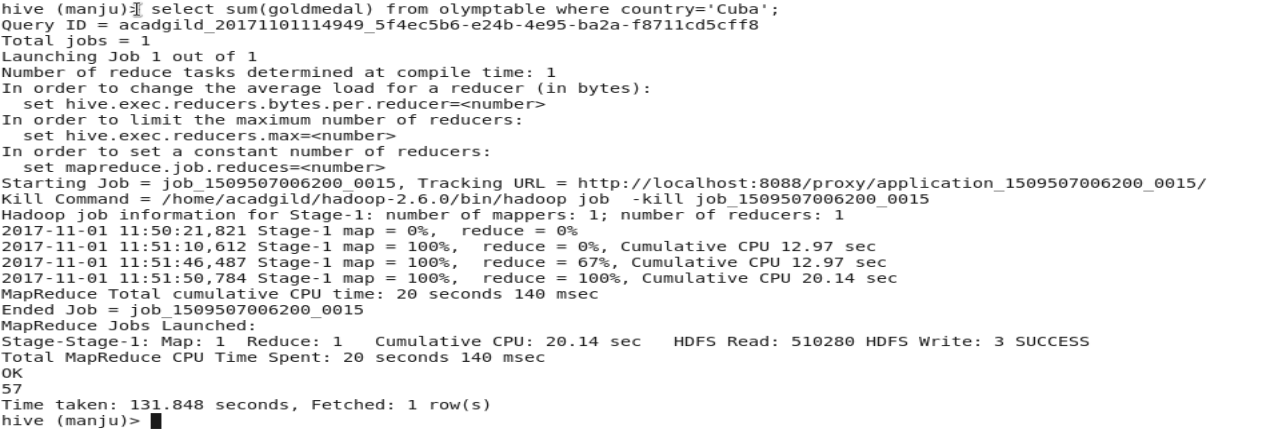 hive (manju)> select sum(goldmedal) from olymptable where country='Cuba';
Query ID = acadgild_20171101114949_5f4ec5b6-e24b-4e95-ba2a-f8711cd5cff8
Total jobs = 1
Launching Job 1 out of 1
Number of reduce tasks determined at compile time: 1
In order to change the average load for a reducer (in bytes):
  set hive.exec.reducers.bytes.per.reducer=<number>
In order to limit the maximum number of reducers:
  set hive.exec.reducers.max=<number>
In order to set a constant number of reducers:
  set mapreduce.job.reduces=<number>
Starting Job = job_1509507006200_0015, Tracking URL = http://localhost:8088/proxy/application_1509507006200_0015/
Kill Command = /home/acadgild/hadoop-2.6.0/bin/hadoop job  -kill job_1509507006200_0015
Hadoop job information for Stage-1: number of mappers: 1; number of reducers: 1
2017-11-01 11:50:21,821 Stage-1 map = 0%,  reduce = 0%
2017-11-01 11:51:10,612 Stage-1 map = 100%,  reduce = 0%, Cumulative CPU 12.97 sec
2017-11-01 11:51:46,487 Stage-1 map = 100%,  reduce = 67%, Cumulative CPU 12.97 sec
2017-11-01 11:51:50,784 Stage-1 map = 100%,  reduce = 100%, Cumulative CPU 20.14 sec
MapReduce Total cumulative CPU time: 20 seconds 140 msec
Ended Job = job_1509507006200_0015
MapReduce Jobs Launched:
Stage-Stage-1: Map: 1  Reduce: 1   Cumulative CPU: 20.14 sec   HDFS Read: 510280 HDFS Write: 3 SUCCESS
Total MapReduce CPU Time Spent: 20 seconds 140 msec
OK
57
Time taken: 131.848 seconds, Fetched: 1 row(s)
hive (manju)>